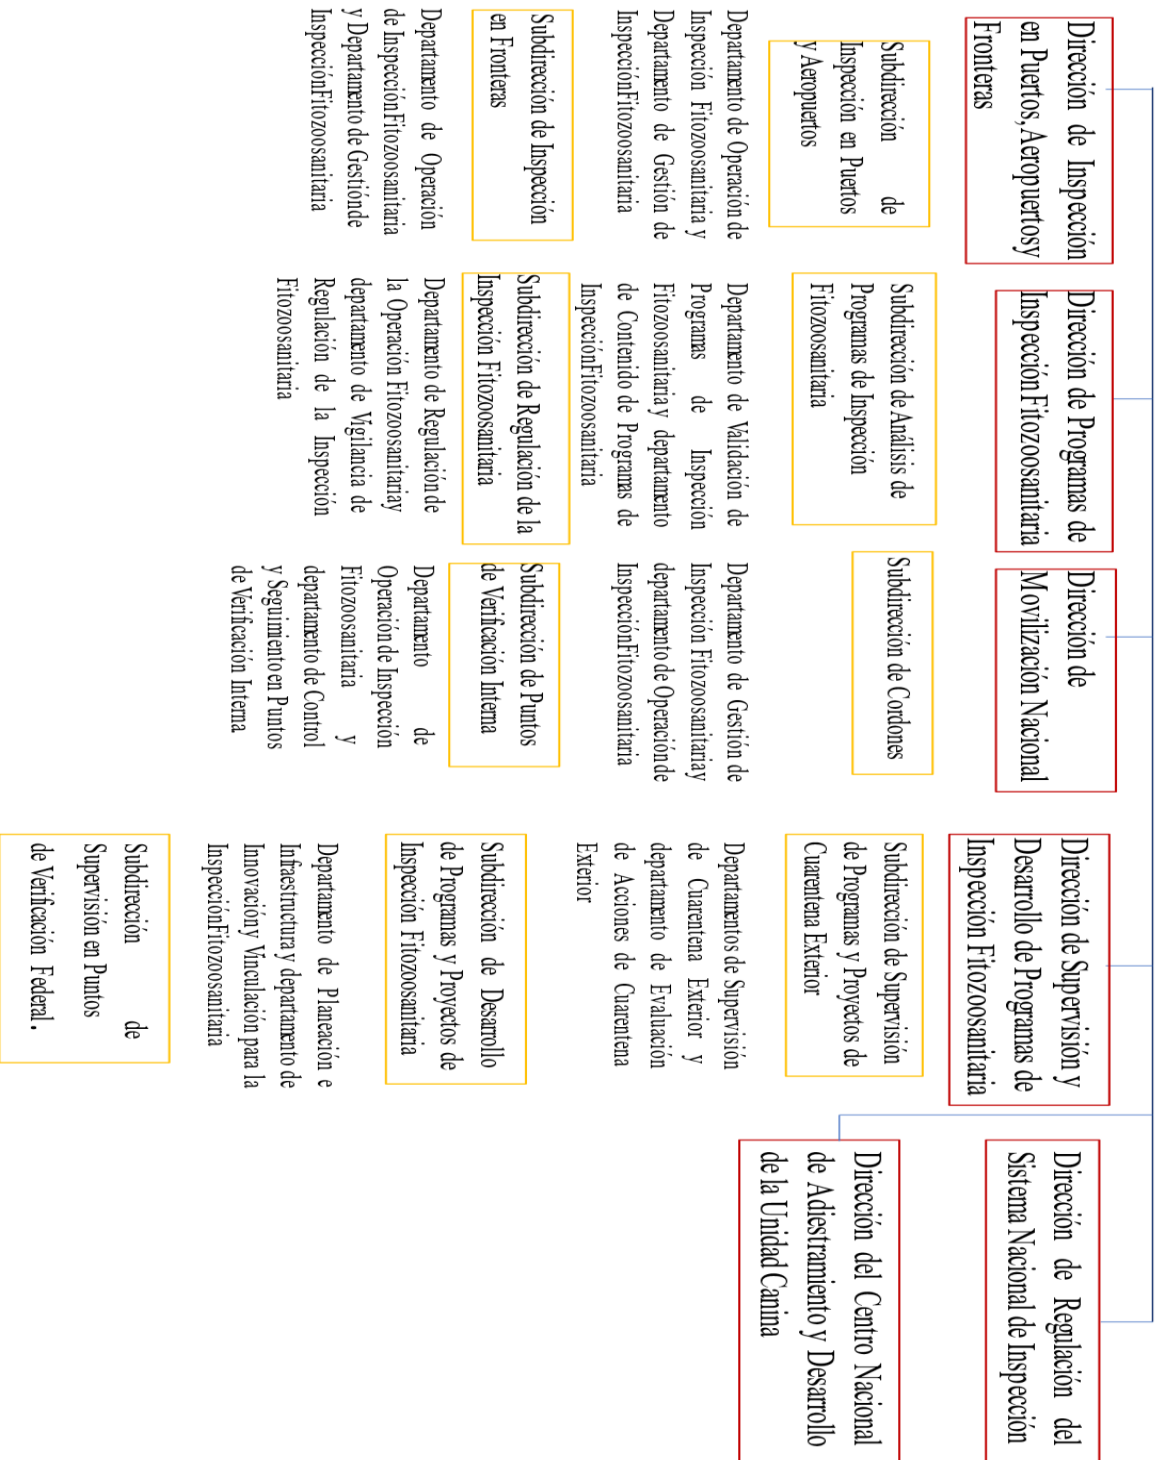 Dirección de Inspección
en Puertos, Aeropuertos y
Fronteras
Subdirección de
Inspección en Puertos
y Aeropuertos
Departamento de Operación de
Inspección Fitozoosanitaria y
Departamento de Gestión de
Inspección Fitozoosanitaria
Subdirección de Inspección
en Fronteras
Departamento de Operación
de Inspección Fitozoosanitaria
y Departamento de Gestión de
Inspección Fitozoosanitaria
Dirección de Programas de
Inspección Fitozoosanitaria
Subdirección de Análisis de
Programas de Inspección
Fitozoosanitaria
Departamento de Validación de
Programas de Inspección
Fitozoosanitaria y departamento
de Contenido de Programas de
Inspección Fitozoosanitaria
Subdirección de Regulación de la
Inspección Fitozoosanitaria
Departamento de Regulación de
la Operación Fitozoosanitaria y
departamento de Vigilancia de
Regulación de la Inspección
Fitozoosanitaria
Dirección de
Movilización Nacional
Subdirección de Cordones
Departamento de Gestión de
Inspección Fitozoosanitaria y
departamento de Operación de
Inspección Fitozoosanitaria
Subdirección de Puntos
de Verificación Interna
Departamento de
Operación de Inspección
Fitozoosanitaria y
departamento de Control
y Seguimiento en Puntos
de Verificación Interna
Dirección de Supervisión y
Desarrollo de Programas de
Inspección Fitozoosanitaria
Subdirección de Supervisión
de Programas y Proyectos de
Cuarentena Exterior
Departamentos de Supervisión
de Cuarentena Exterior y
departamento de Evaluación
de Acciones de Cuarentena
Exterior
Subdirección de Desarrollo
de Programas y Proyectos de
Inspección Fitozoosanitaria
Departamento de Planeación e
Infraestructura y departamento de
Innovación y Vinculación para la
Inspección Fitozoosanitaria
Subdirección de
Supervisión en Puntos
de Verificación Federal.
Dirección de Regulación del
Sistema Nacional de Inspección
Dirección del Centro Nacional
de Adiestramiento y Desarrollo
de la Unidad Canina